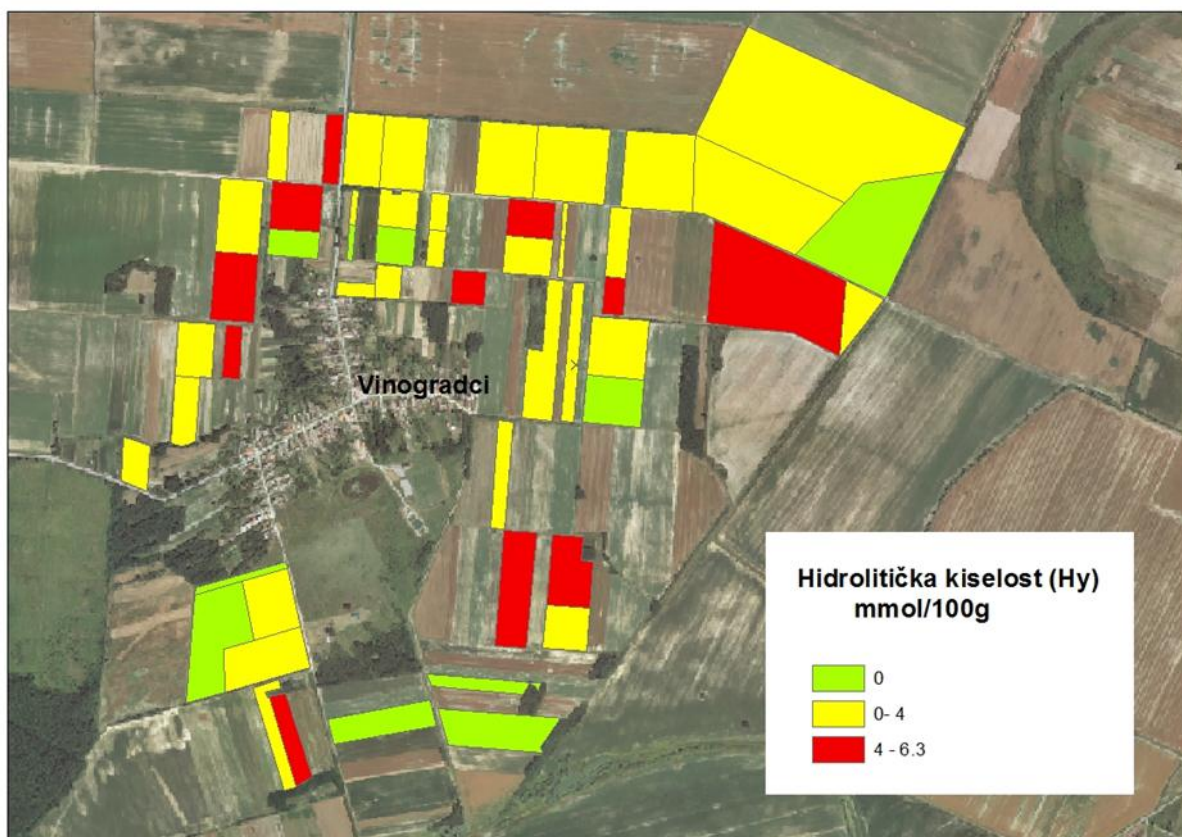 Vinogradci
Hidrolitička kiselost (Hy)
mmol/100g
0
0- 4
4 - 6.3